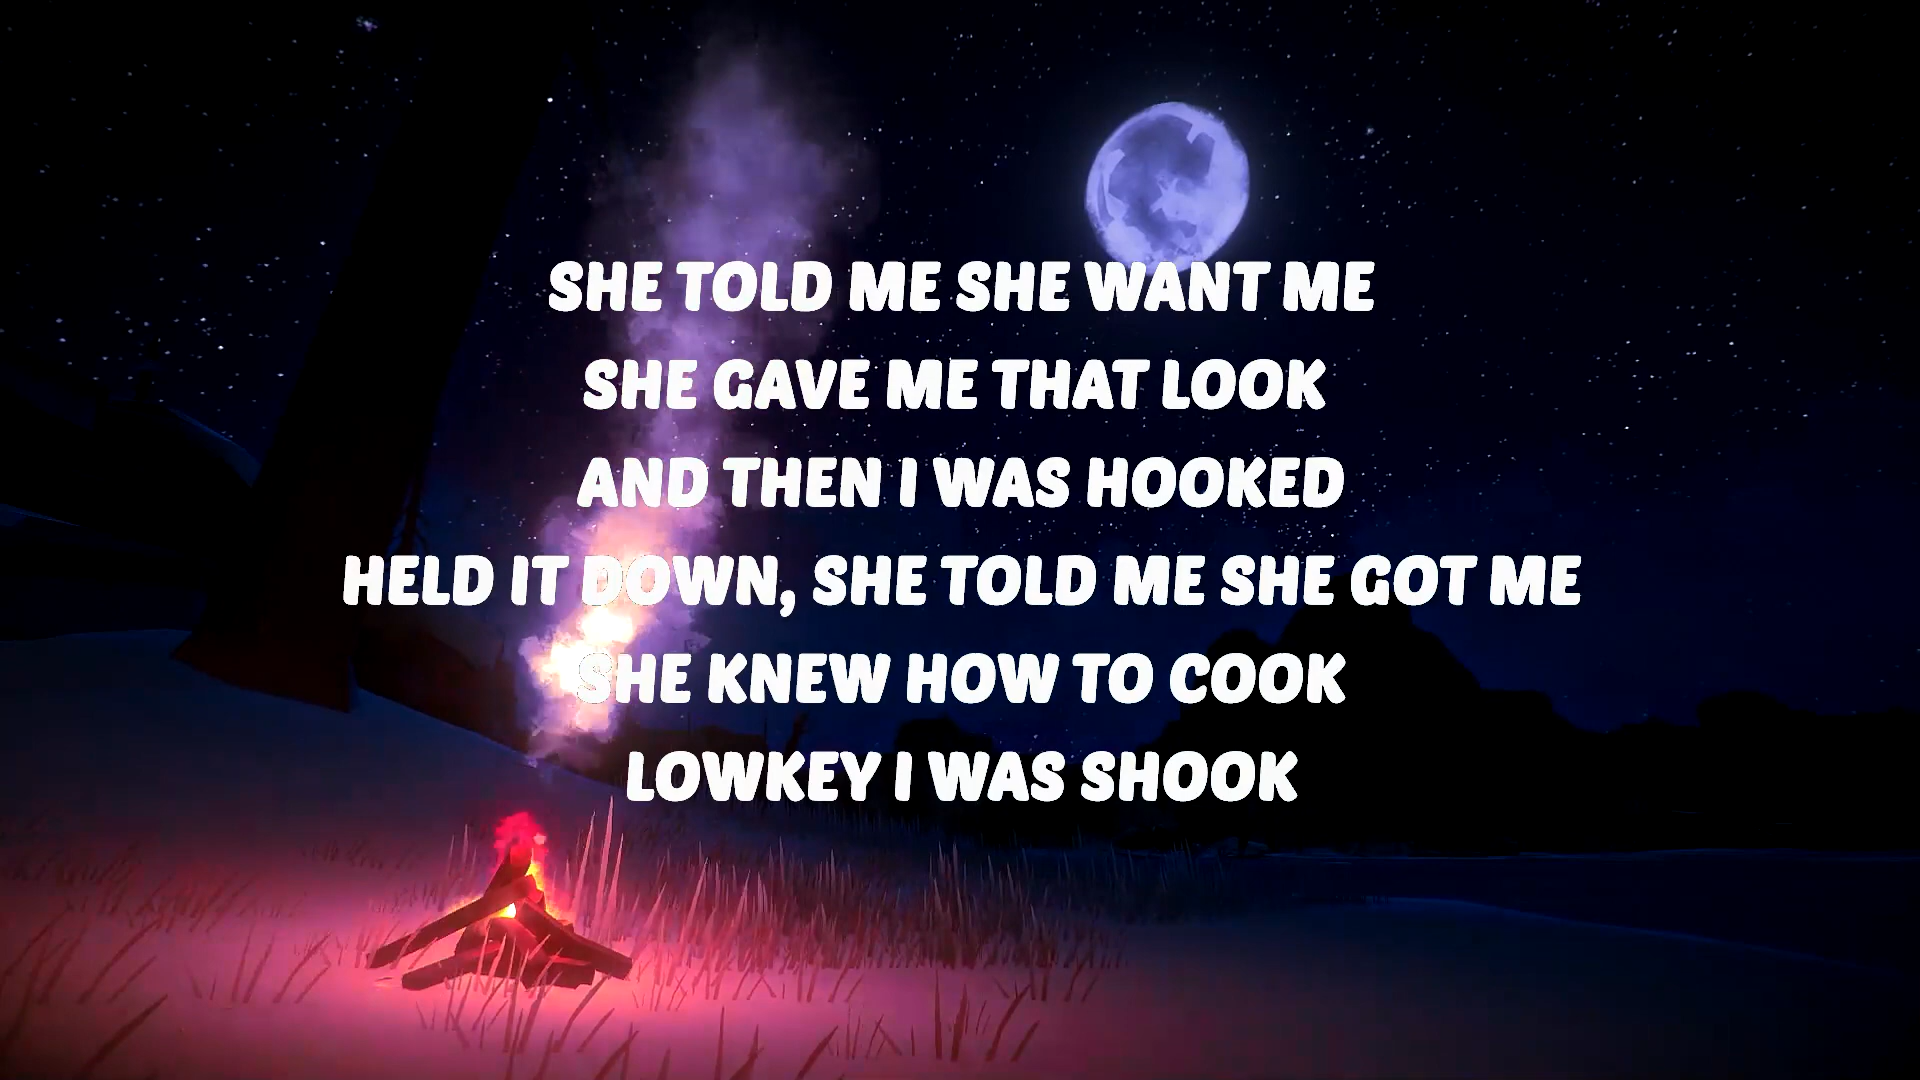 SHE TOLD ME SHE WANT ME
SHE GAVE ME THAT LOOK
AND THEN I WAS HOOKED
HELD IT DOWN, SHE TOLD ME SHE GOT ME
SHE KNEW HOW TO COOK
LOWKEY I WAS SHOOK